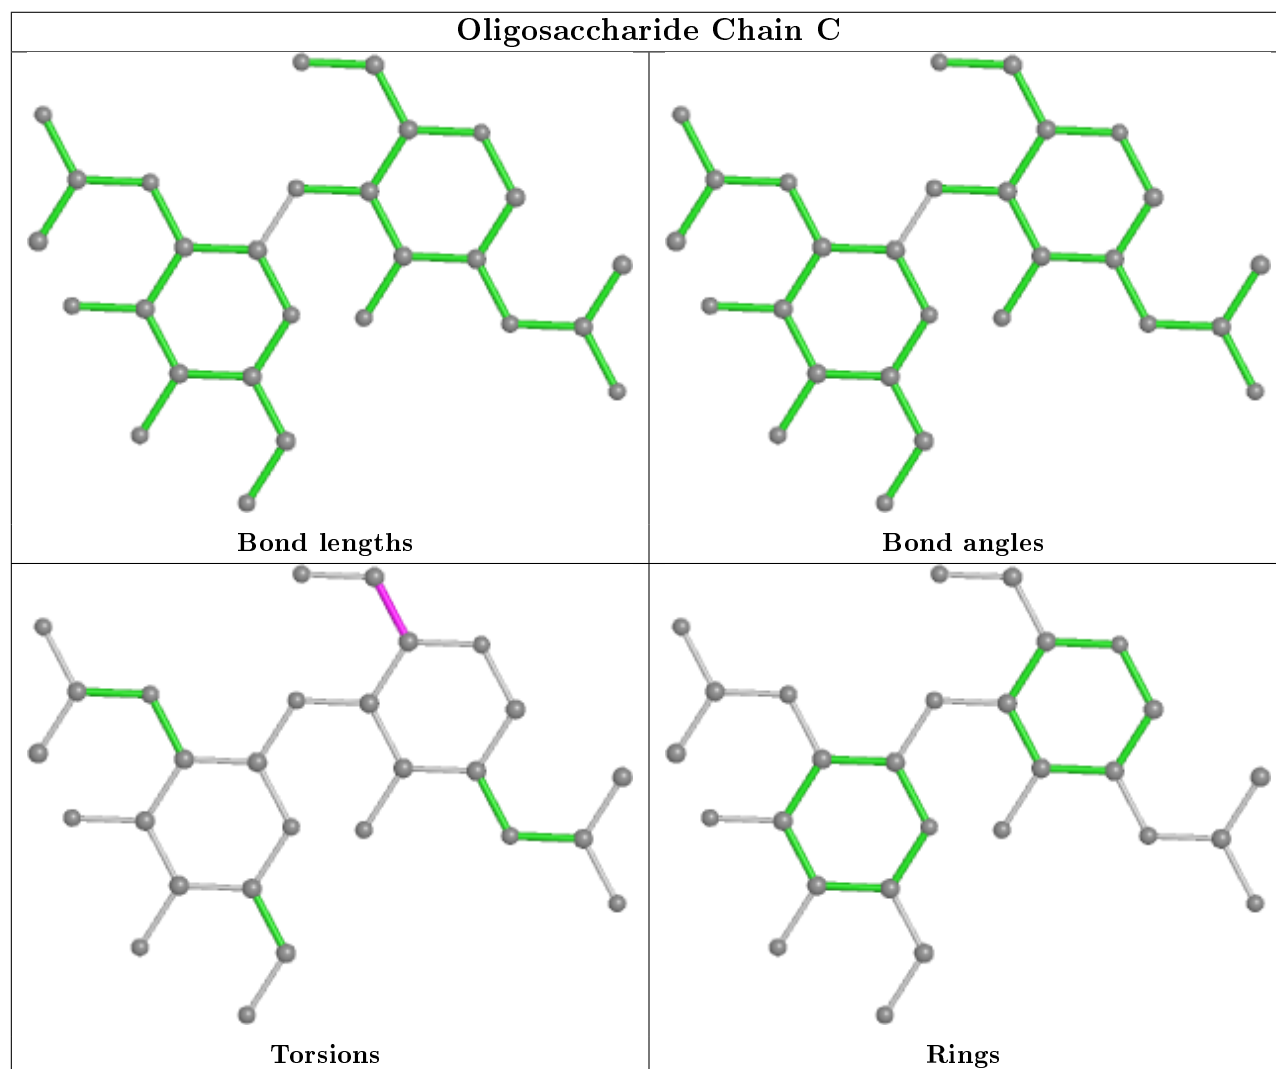 Oligosaccharide Chain C
Bond lengths
Bond angles
Torsions
Rings